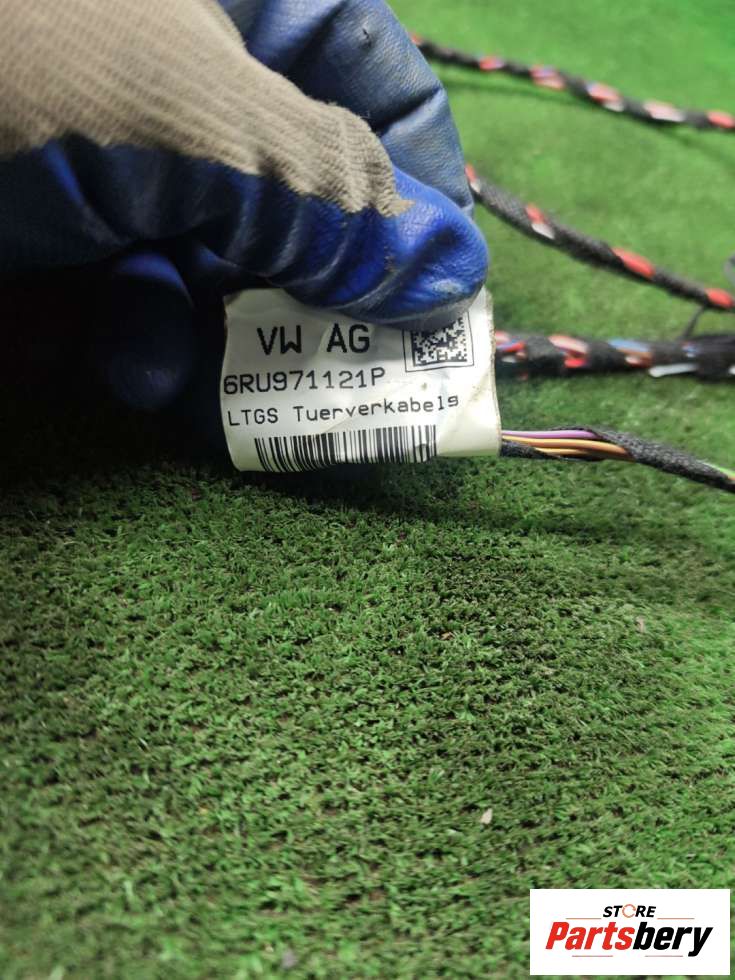 VW AG
6RU971121P
LTGS Tuerverkabelg
STORE
Partsbery